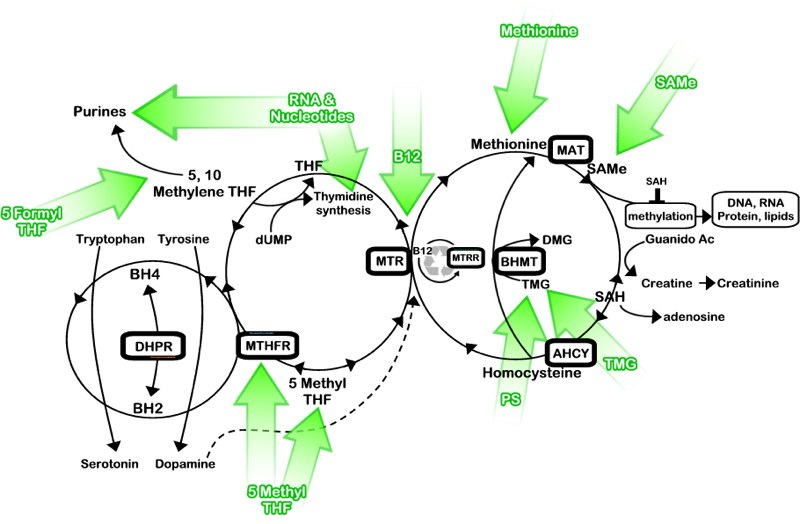 Methionine
SAMe
RNA &
Nucleotides
Purines
B12
5, 10
Methylene THF
THF
Thymidine
synthesis
dUMP
5 Formyl
THF
Methionine
MAT
SAMe
SAH
methylation
DNA, RNA
Protein, lipids
Guanido Ac
Creatine
Creatinine
SAH
adenosine
Tryptophan
Tyrosine
BH4
DHPR
BH2
MTHFR
MTR
B12
MTRR
BHMT
DMG
TMG
AHCY
Homocysteine
5 Methyl
THF
PS
TMG
Serotonin
Dopamine
5 Methyl
THF